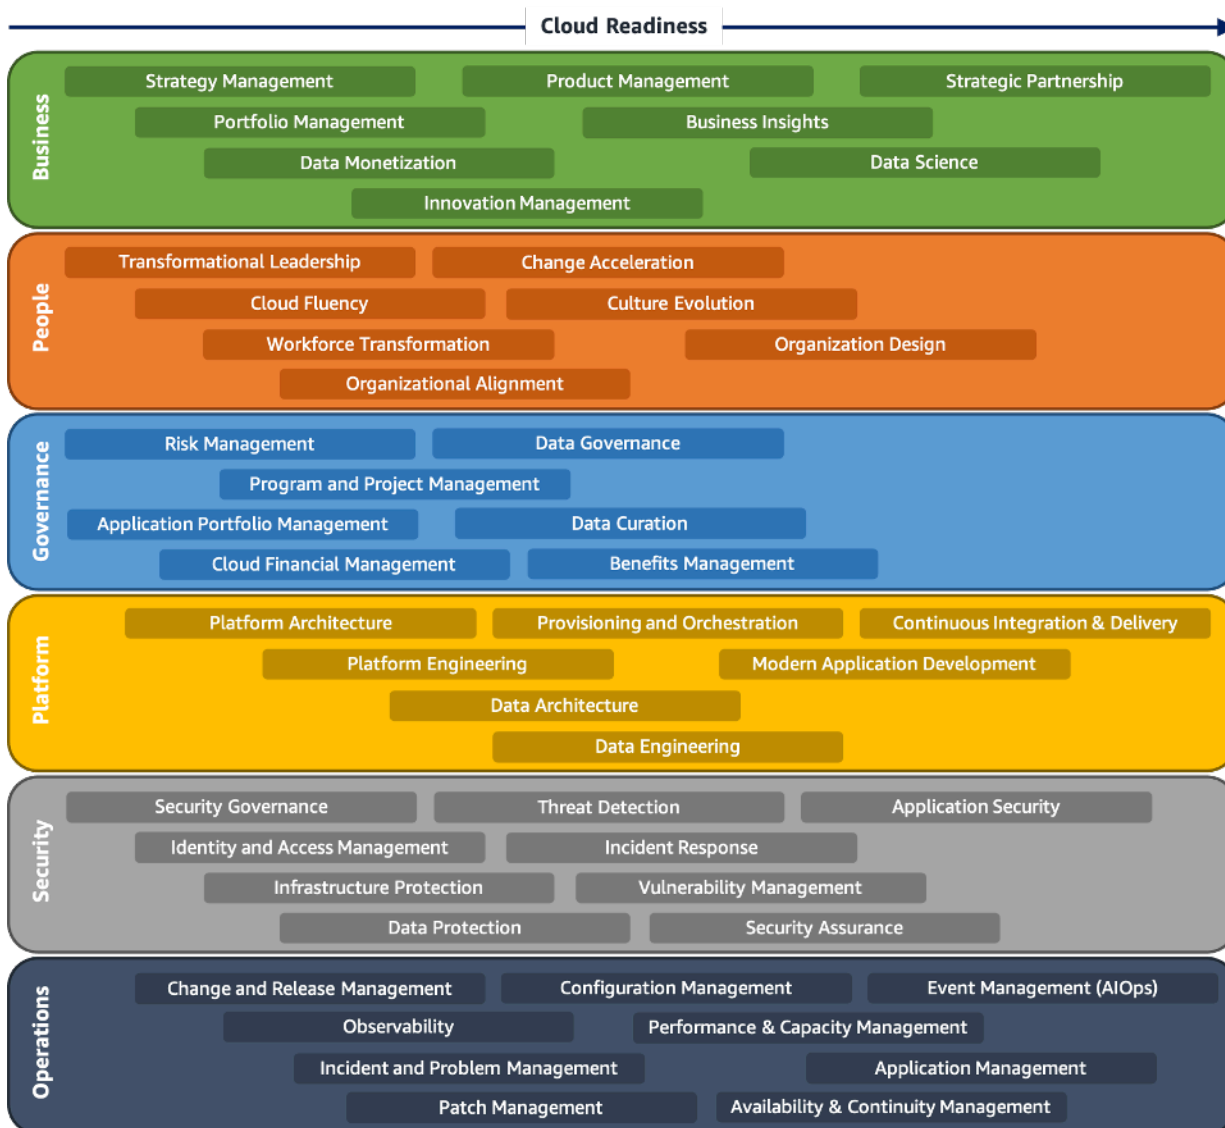 Cloud Readiness
Business
Strategy Management
Product Management
Strategic Partnership
Portfolio Management
Business Insights
Data Monetization
Data Science
Innovation Management
People
Transformational Leadership
Change Acceleration
Cloud Fluency
Culture Evolution
Workforce Transformation
Organization Design
Organizational Alignment
Governance
Risk Management
Data Governance
Program and Project Management
Application Portfolio Management
Data Curation
Cloud Financial Management
Benefits Management
Platform
Platform Architecture
Provisioning and Orchestration
Continuous Integration & Delivery
Platform Engineering
Modern Application Development
Data Architecture
Data Engineering
Security
Security Governance
Threat Detection
Application Security
Identity and Access Management
Incident Response
Infrastructure Protection
Vulnerability Management
Data Protection
Security Assurance
Operations
Change and Release Management
Configuration Management
Event Management (AIOps)
Observability
Performance & Capacity Management
Incident and Problem Management
Application Management
Patch Management
Availability & Continuity Management